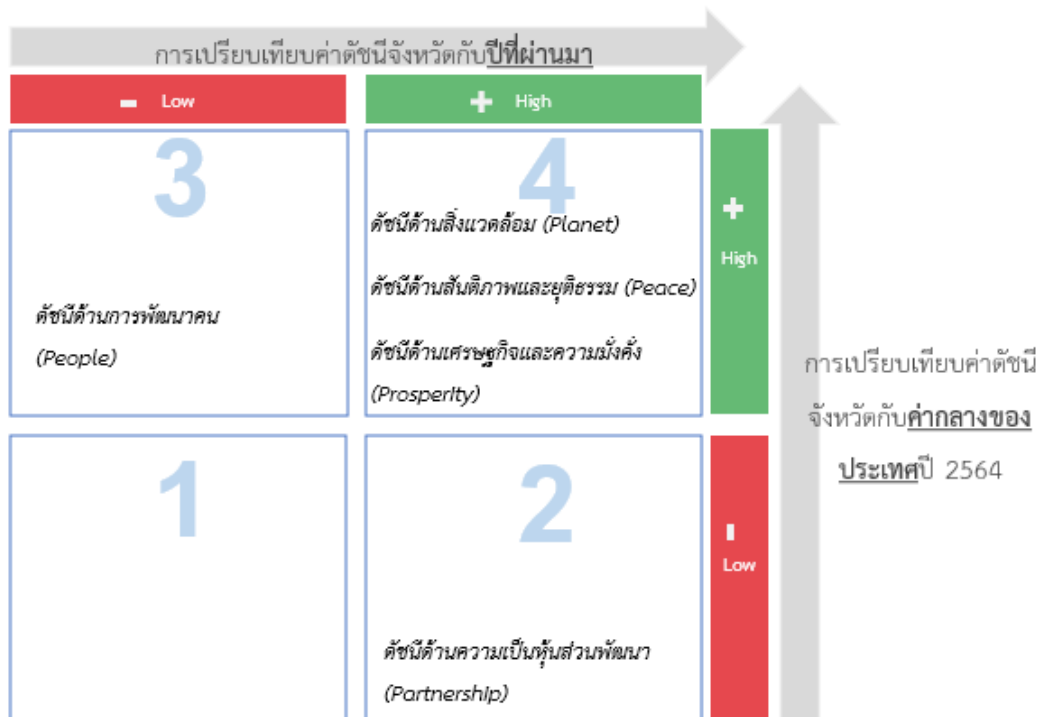 การเปรียบเทียบค่าดัชนีจังหวัดกับปีที่ผ่านมา
- Low
+ High
3
4
ดัชนีด้านสิ่งแวดล้อม (Planet)
ดัชนีด้านสันติภาพและยุติธรรม (Peace)
ดัชนีด้านการพัฒนาคน
(People)
ดัชนีด้านเศรษฐกิจและความมั่งคั่ง
(Prosperity)
+
High
การเปรียบเทียบค่าดัชนี
จังหวัดกับค่ากลางของ
ประเทศปี 2564
1
2
-
Low
ดัชนีด้านความเป็นหุ้นส่วนพัฒนา
(Partnership)